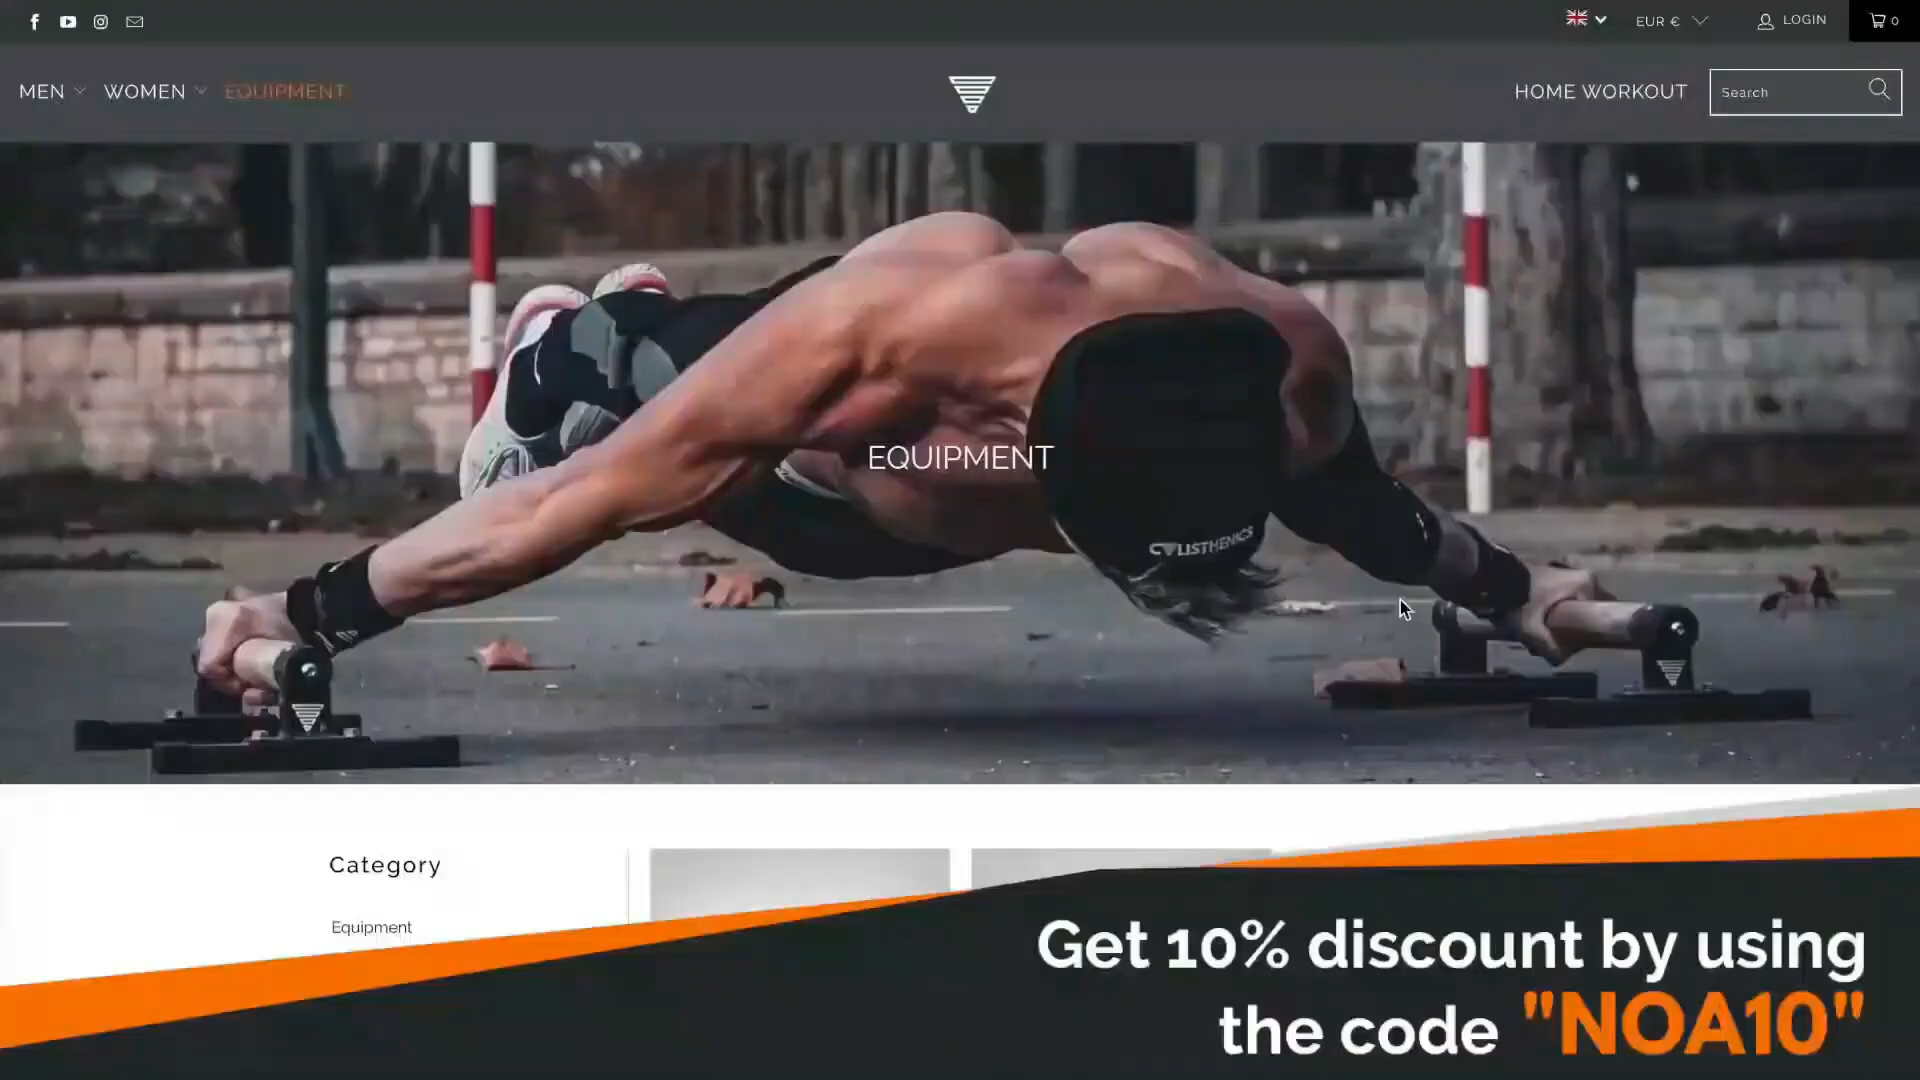 EUR €
LOGIN
0
MEN
WOMEN
EQUIPMENT
HOME WORKOUT
Search
EQUIPMENT
CALISTHENICS
Category
Equipment
Get 10% discount by using
the code "NOA10"